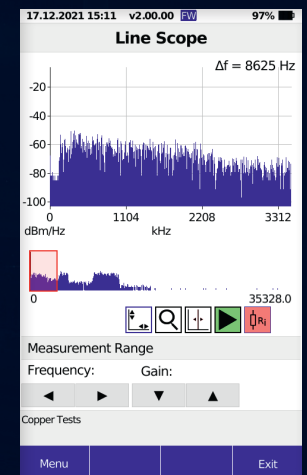 17.12.2021 15:11 v2.00.00 FW 97%
Line Scope
Δf = 8625 Hz
-20
-40
-60
-80
-100
0 1104 2208 3312
dBm/Hz kHz
0 35328.0
Ri
Measurement Range
Frequency: Gain:
Copper Tests
Menu Exit